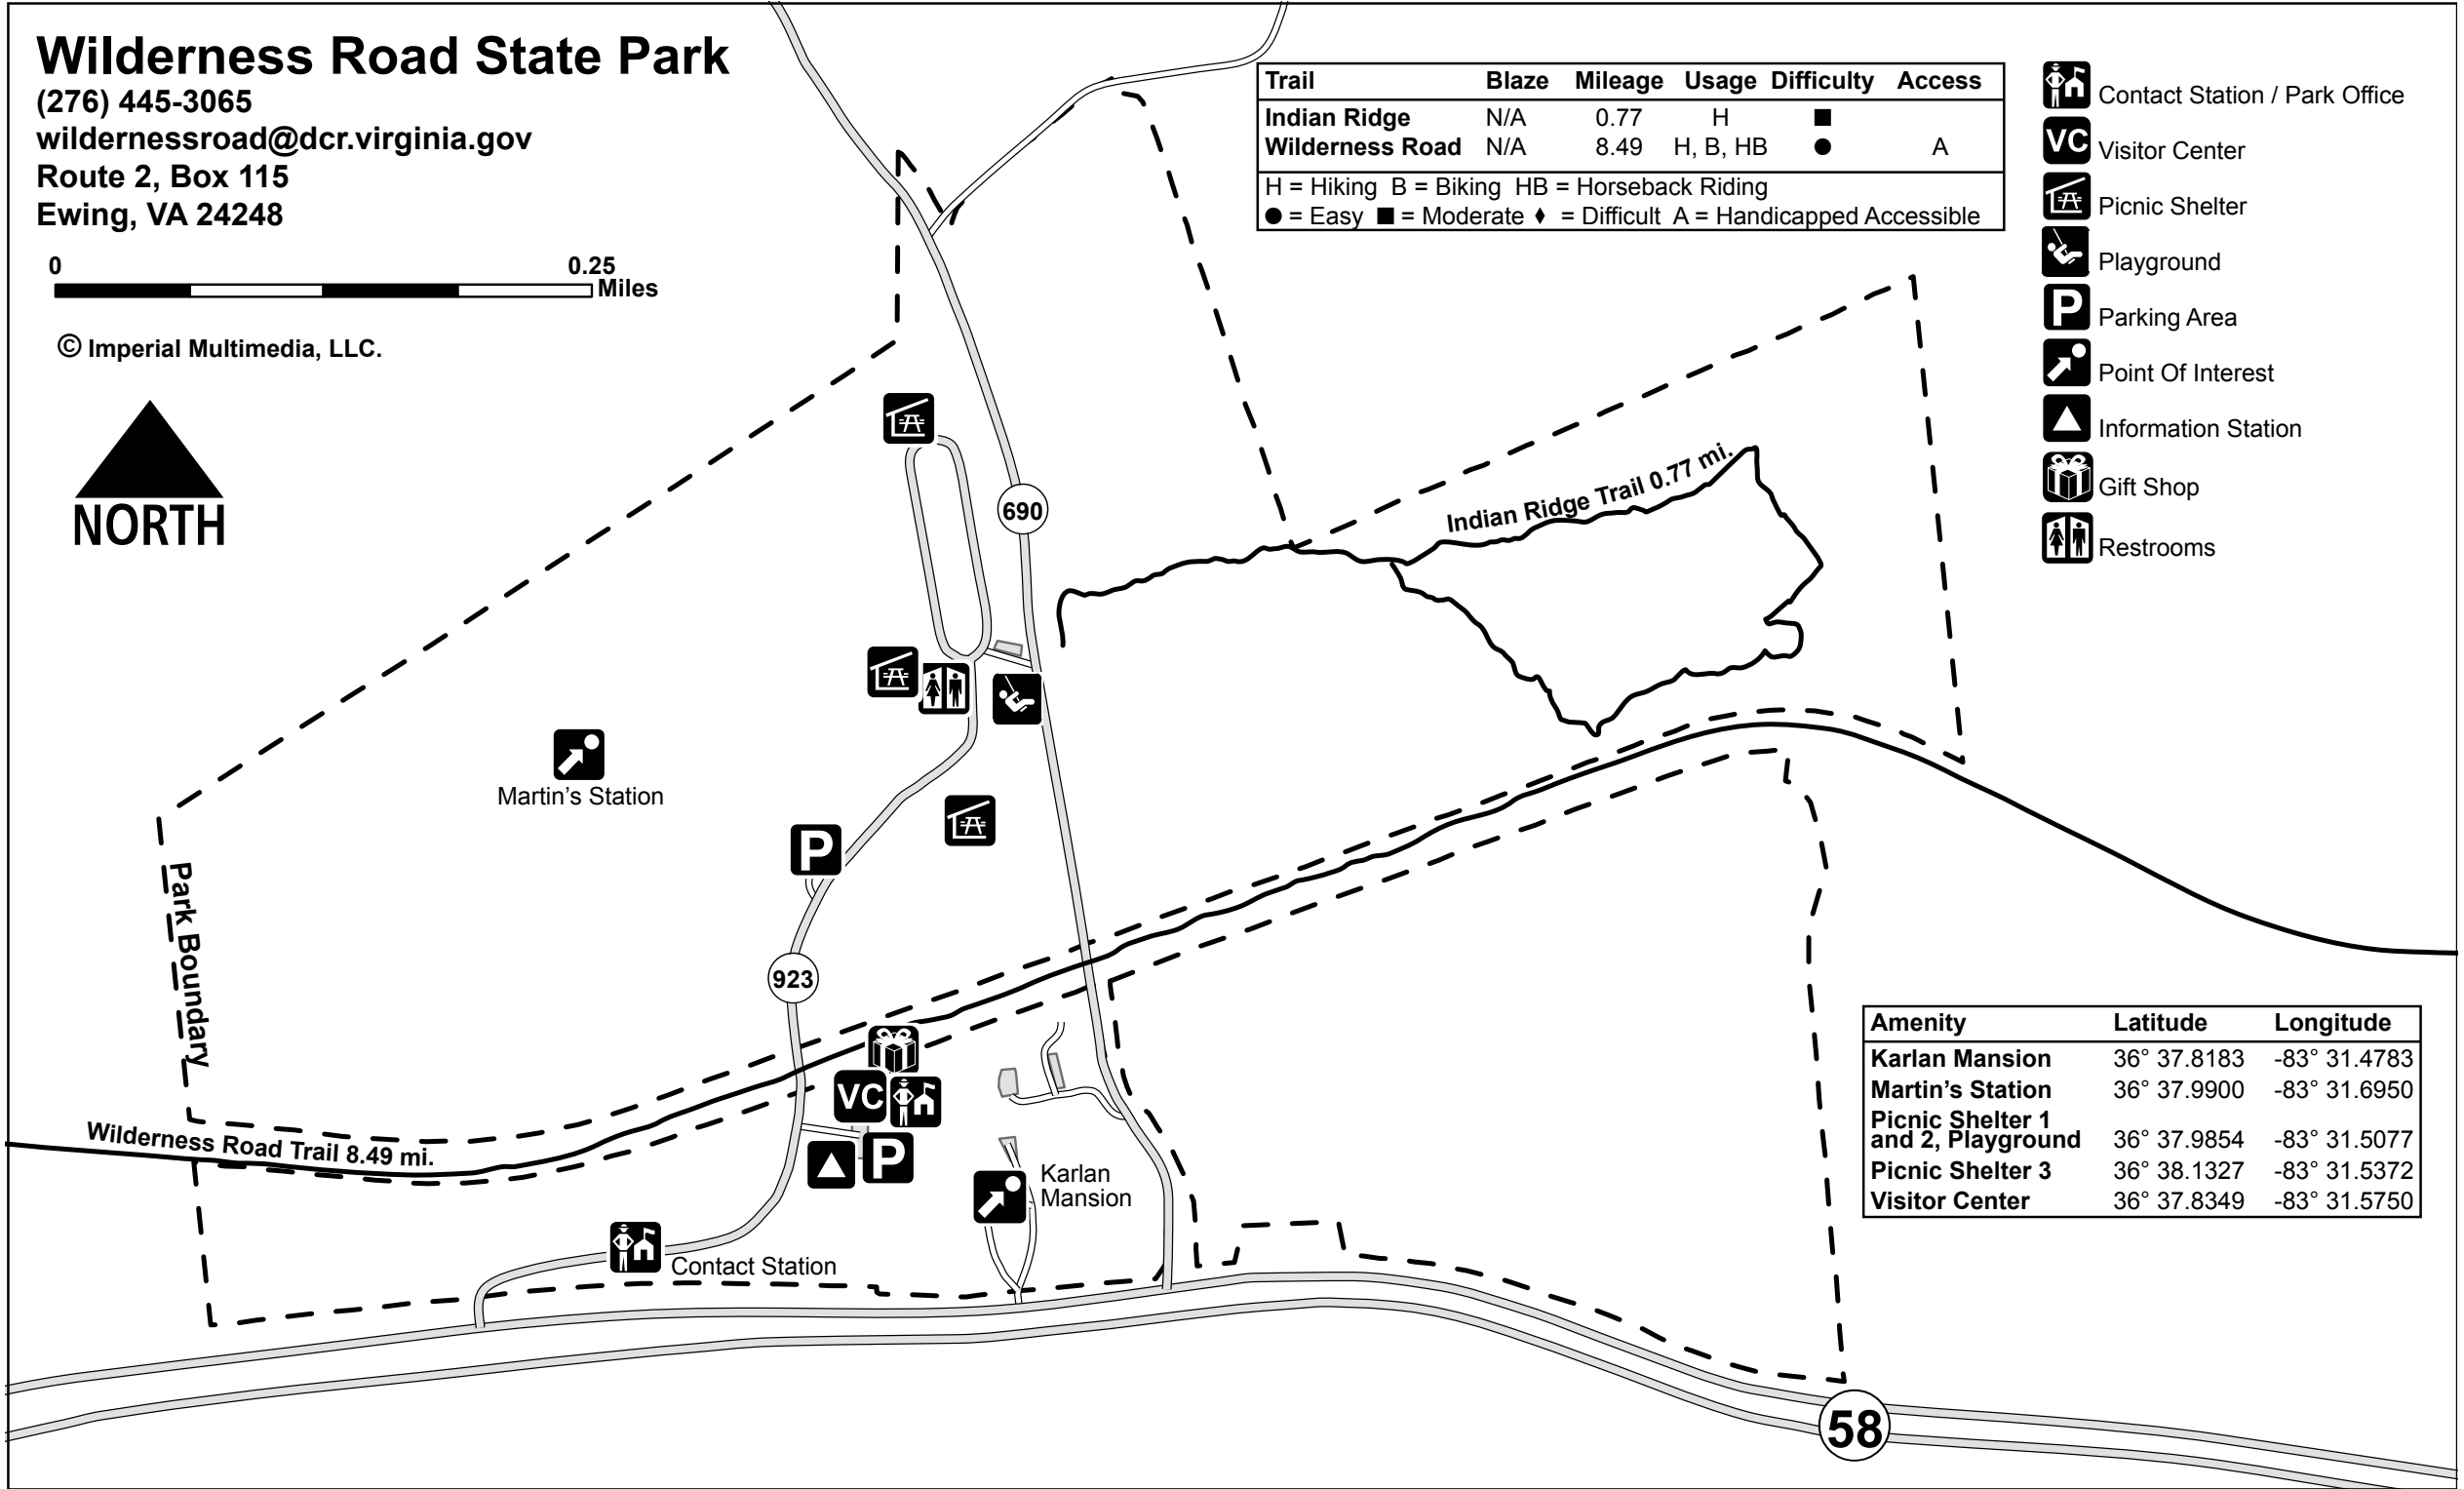 Wilderness Road State Park
(276) 445-3065
wildernessroad@dcr.virginia.gov
Route 2, Box 115
Ewing, VA 24248
0 0.25
Miles
© Imperial Multimedia, LLC.
NORTH
Trail Blaze Mileage Usage Difficulty Access
Indian Ridge N/A 0.77 H ■
Wilderness Road N/A 8.49 H, B, HB ● A
H = Hiking B = Biking HB = Horseback Riding
● = Easy ■ = Moderate ♦ = Difficult A = Handicapped Accessible
Contact Station / Park Office
VC Visitor Center
Picnic Shelter
Playground
P Parking Area
Point Of Interest
Information Station
Gift Shop
Restrooms
690
Indian Ridge Trail 0.77 mi.
Martin's Station
P
Park Boundary
923
VC
Wilderness Road Trail 8.49 mi.
P
Karlan
Mansion
Contact Station
Amenity Latitude Longitude
Karlan Mansion 36° 37.8183 -83° 31.4783
Martin's Station 36° 37.9900 -83° 31.6950
Picnic Shelter 1
and 2, Playground 36° 37.9854 -83° 31.5077
Picnic Shelter 3 36° 38.1327 -83° 31.5372
Visitor Center 36° 37.8349 -83° 31.5750
58